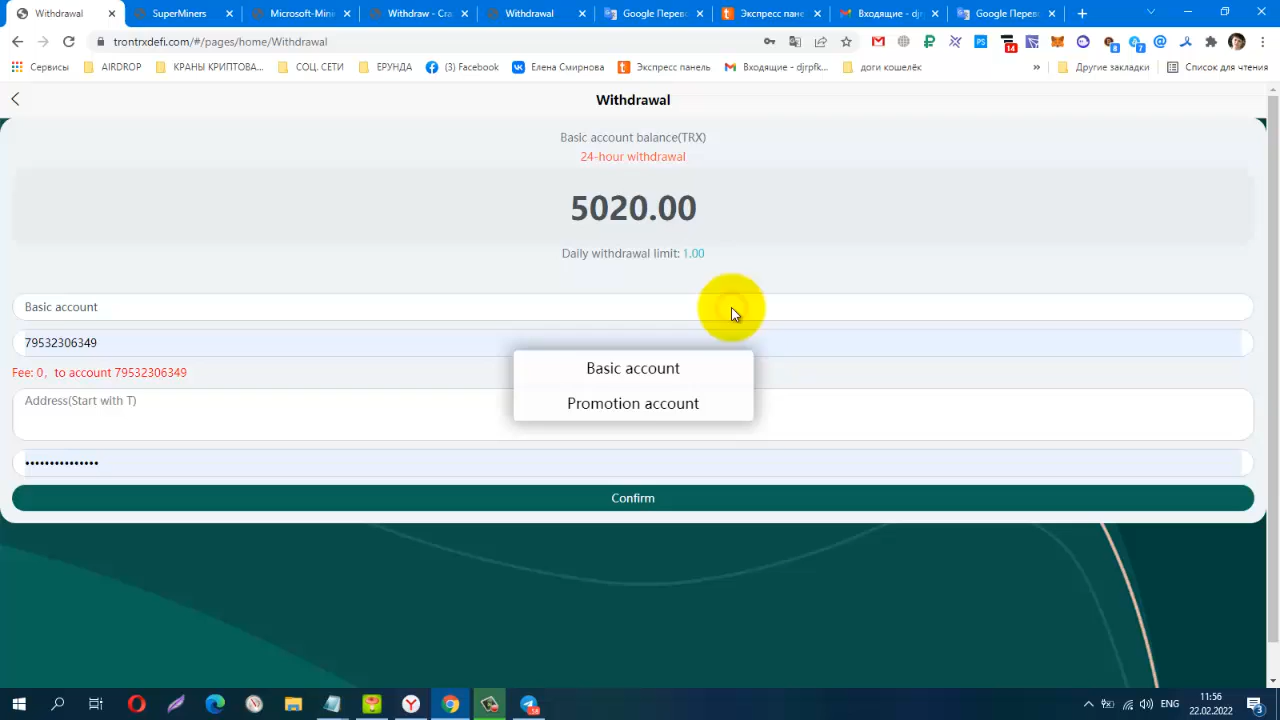 Withdrawal
SuperMiners
Microsoft-Mini
Withdraw - Cra
Withdrawal
Google Перево
Экспресс пане
Входящие - djr
Google Перево
trontrxdefi.com/#/pages/home/Withdrawal
Сервисы
AIRDROP
КРАНЫ КРИПТОВА...
СОЦ. СЕТИ
ЕРУНДА
(3) Facebook
Елена Смирнова
Экспресс панель
Входящие - djrpfk...
доги кошелёк
»
Другие закладки
Список для чтения
Withdrawal
Basic account balance(TRX)
24-hour withdrawal
5020.00
Daily withdrawal limit: 1.00
Basic account
79532306349
Basic account
Fee: 0，to account 79532306349
Address(Start with T)
Promotion account
•••••••••••••••
Confirm
11:56
ENG
22.02.2022